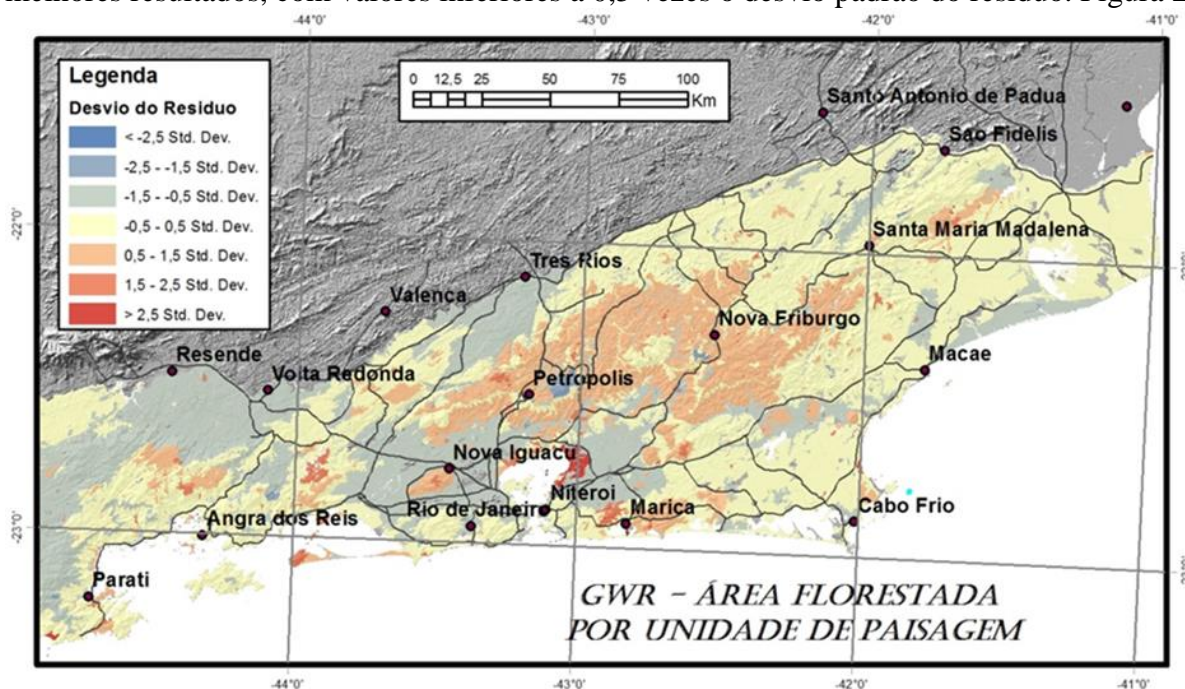 melhores resultados, com valores inferiores a 0,5 vezes o desvio padrão do resíduo. Figura
-44°0' -43°0' -42°0' -41°0'
Legenda
Desvio do Residuo
< -2,5 Std. Dev.
-2,5 - -1,5 Std. Dev.
-1,5 - -0,5 Std. Dev.
-0,5 - 0,5 Std. Dev.
0,5 - 1,5 Std. Dev.
1,5 - 2,5 Std. Dev.
> 2,5 Std. Dev.
0 12,5 25 50 75 100
Km
Santo Antonio de Padua
Sao Fidelis
-22°0'
Santa Maria Madalena
Tres Rios
Valenca
Nova Friburgo
Resende
Macae
Volta Redonda
Petropolis
Nova Iguacu
Niteroi
Rio de Janeiro
Marica
Cabo Frio
Angra dos Reis
-23°0'
Parati
GWR - ÁREA FLORESTADA
POR UNIDADE DE PAISAGEM
-44°0' -43°0' -42°0' -41°0'